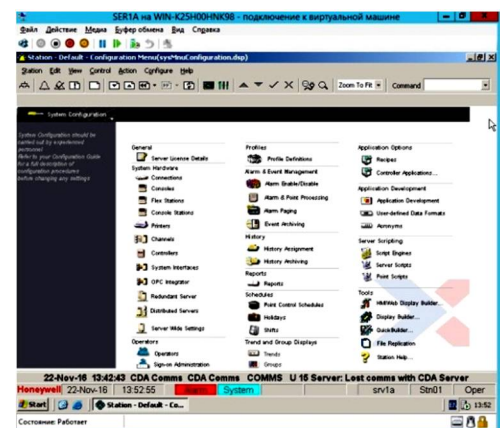 SER1A на WIN-K25H00HNK98 - подключение к виртуальной машине
Файл Действие Медиа Буфер обмена Вид Справка
Station - Default - Configuration Menu(sysMnuConfiguration.dsp)
Station Edit View Control Action Configure Help
Zoom To Fit Command
System Configuration
System Configuration should be
carried out by experienced
personnel
Refer to your Configuration Guide
for a full description of
configuration procedures
before changing any settings
General
Server License Details
System Hardware
Connections
Consoles
Flex Stations
Console Stations
Printers
Channels
Controllers
System Interfaces
OPC Integrator
Redundant Server
Distributed Servers
Server Wide Settings
Operators
Operators
Sign-on Administration
Profiles
Profile Definitions
Alarm & Event Management
Alarm Enable/Disable
Alarm & Point Processing
Alarm Paging
Event Archiving
History
History Assignment
History Archiving
Reports
Reports
Schedules
Point Control Schedules
Holidays
Shifts
Trend and Group Displays
Trends
Groups
Application Options
Recipes
Controller Applications...
Application Development
Application Development
User-defined Data Formats
Acronyms
Server Scripting
Script Engines
Server Scripts
Point Scripts
Tools
HMIWeb Display Builder...
Display Builder...
QuickBuilder...
File Replication
Station Help...
22-Nov-16 13:42:43 CDA Comms CDA Comms COMMS U 15 Server: Lost comms with CDA Server
Honeywell 22-Nov-16 13:52:55 Alarm System srv1a Stn01 Oper
Start Station - Default - Co... 13:52
Состояние: Работает